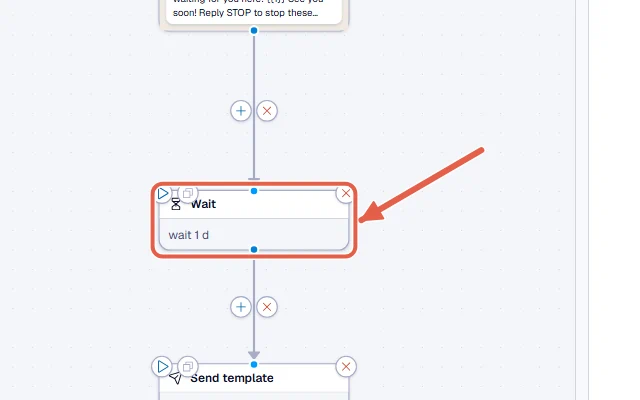 waiting for you here: {{1}} See you
soon! Reply STOP to stop these...
Wait
wait 1 d
Send template